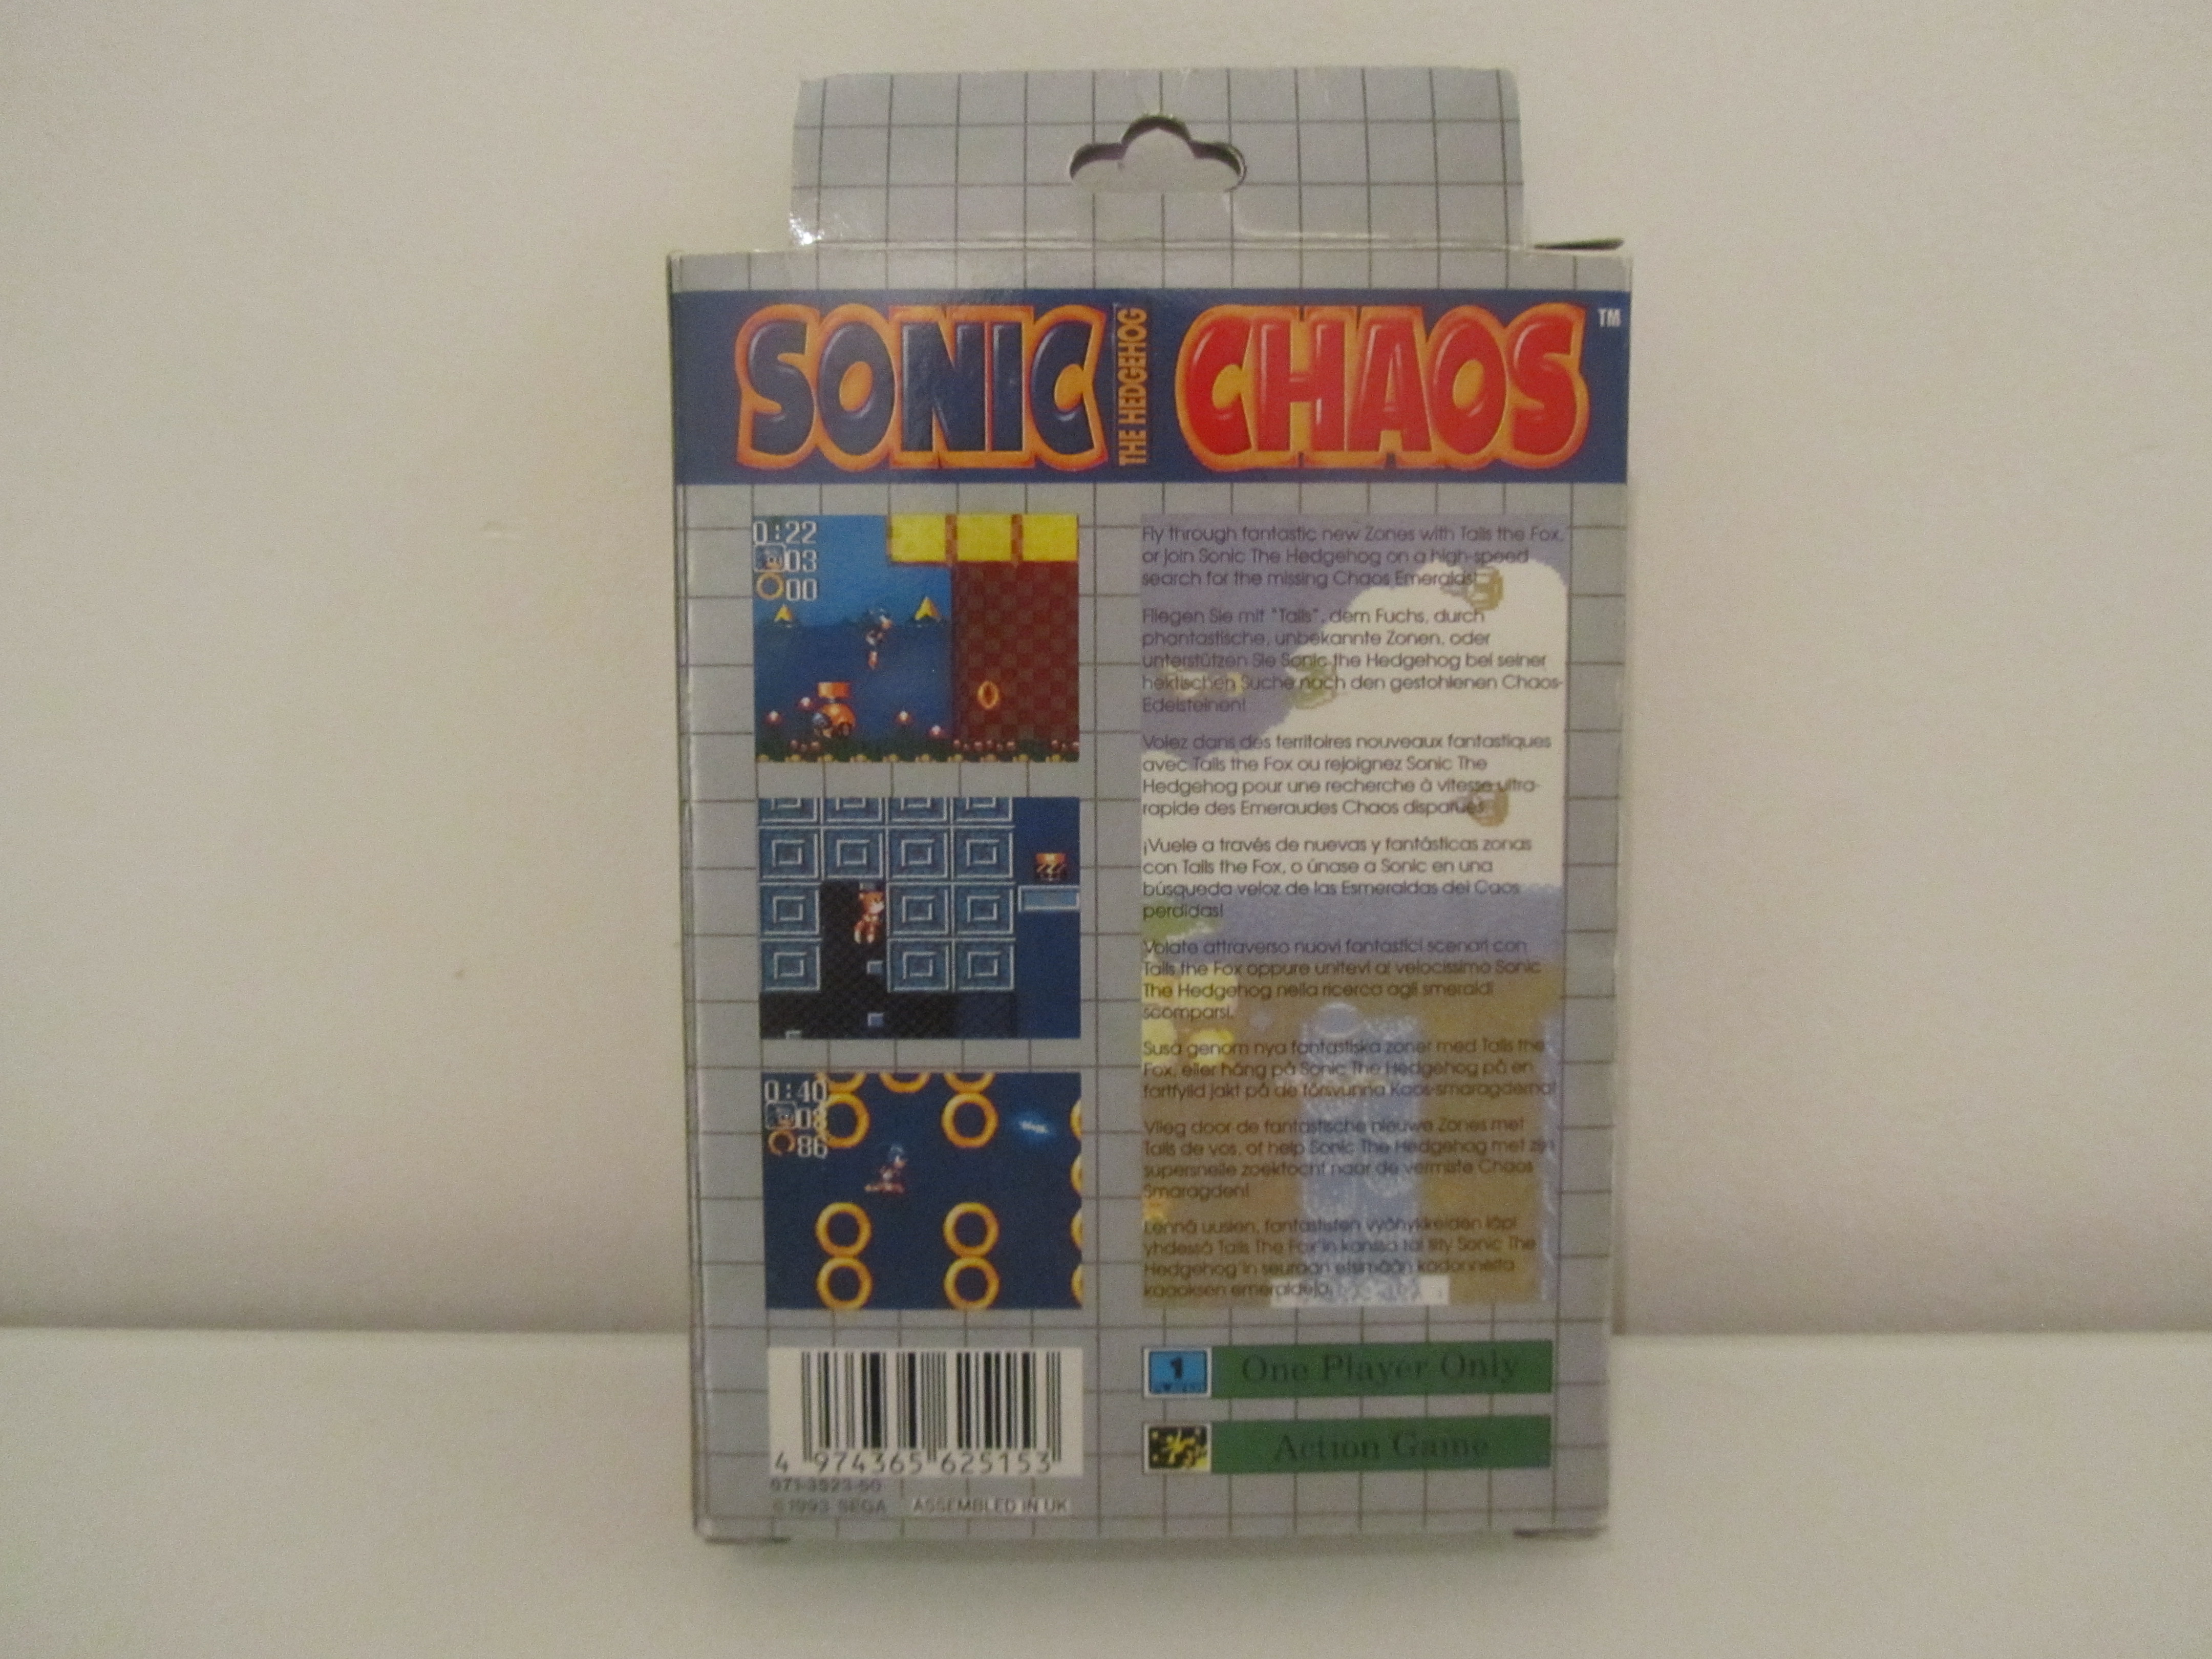 SONIC THE HEDGEHOG CHAOS™
0:22
03
00
Fly through fantastic new Zones with Tails the Fox,
or join Sonic The Hedgehog on a high-speed
search for the missing Chaos Emeralds!
Fliegen Sie mit "Tails", dem Fuchs, durch
phantastische, unbekannte Zonen, oder
unterstützen Sie Sonic the Hedgehog bei seiner
hektischen Suche nach den gestohlenen Chaos-
Edelsteinen!
Volez dans des territoires nouveaux fantastiques
avec Tails the Fox ou rejoignez Sonic The
Hedgehog pour une recherche à vitesse ultra-
rapide des Emeraudes Chaos disparues.
¡Vuele a través de nuevas y fantásticas zonas
con Tails the Fox, o únase a Sonic en una
búsqueda veloz de las Esmeraldas del Caos
perdidas!
Volate attraverso nuovi fantastici scenari con
Tails the Fox oppure unitevi al velocissimo Sonic
The Hedgehog nella ricerca agli smeraldi
scomparsi.
Susa genom nya fantastiska zoner med Tails the
Fox, eller häng på Sonic The Hedgehog på en
fartfylld jakt på de försvunna Kaos-smaragderna!
Vlieg door de fantastische nieuwe Zones met
Tails de vos, of help Sonic The Hedgehog met zijn
supersnelle zoektocht naar de vermiste Chaos
Smaragden!
Lennä uusien, fantastisten vyöhykkeiden läpi
yhdessä Tails The Fox'in kanssa tai liity Sonic The
Hedgehog'in seuraan etsimään kadonneita
kaaoksen emeraldeja.
0:40
08
86
1
One Player Only
Action Game
4 974365 625153
671-3523-50
©1993 SEGA ASSEMBLED IN UK